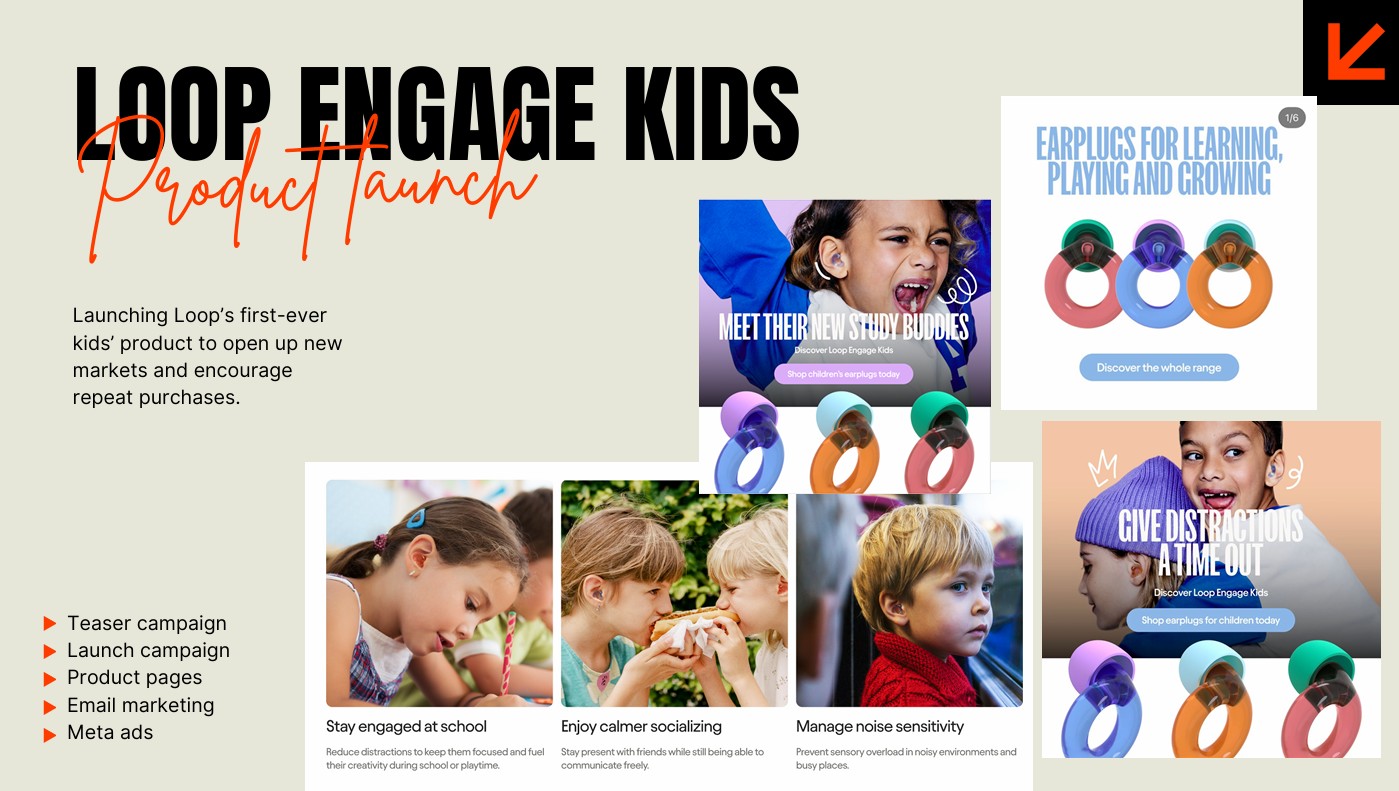 LOOP ENGAGE KIDS
Product launch
Launching Loop's first-ever
kids' product to open up new
markets and encourage
repeat purchases.
Teaser campaign
Launch campaign
Product pages
Email marketing
Meta ads
MEET THEIR NEW STUDY BUDDIES
Discover Loop Engage Kids
Shop children's earplugs today
1/6
EARPLUGS FOR LEARNING,
PLAYING AND GROWING
Discover the whole range
Stay engaged at school
Reduce distractions to keep them focused and fuel
their creativity during school or playtime.
Enjoy calmer socializing
Stay present with friends while still being able to
communicate freely.
Manage noise sensitivity
Prevent sensory overload in noisy environments and
busy places.
GIVE DISTRACTIONS
A TIME OUT
Discover Loop Engage Kids
Shop earplugs for children today